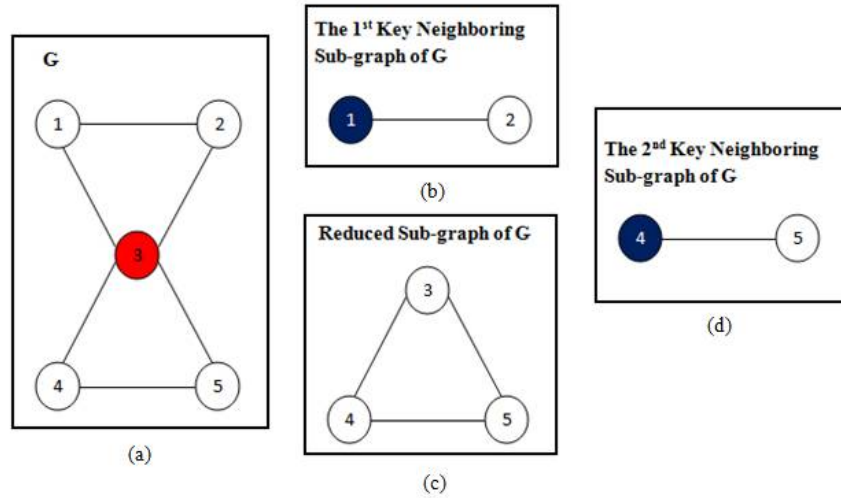 G
1
2
3
4
5
(a)
The 1st Key Neighboring
Sub-graph of G
1
2
(b)
Reduced Sub-graph of G
3
4
5
(c)
The 2nd Key Neighboring
Sub-graph of G
4
5
(d)